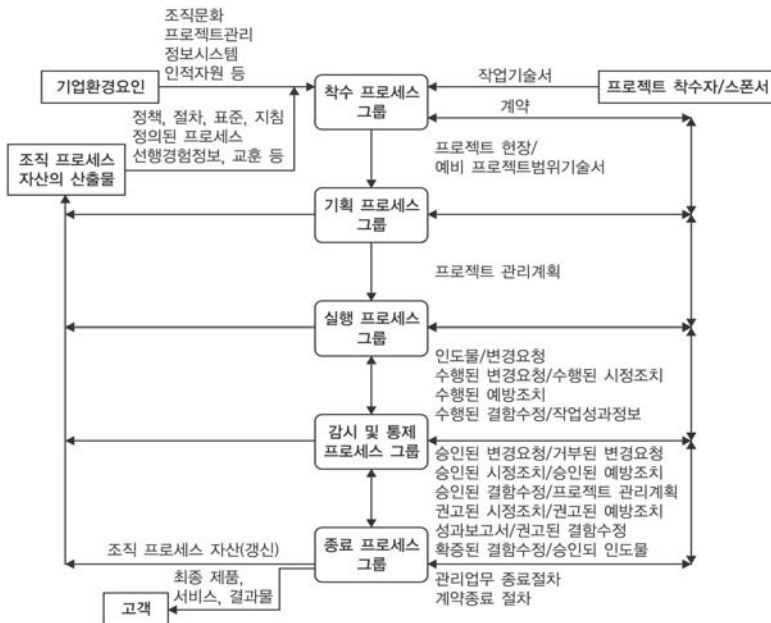 조직문화
프로젝트관리
정보시스템
인적자원 등
기업환경요인
착수 프로세스
그룹
작업기술서
프로젝트 착수자/스폰서
계약
정책, 절차, 표준, 지침
정의된 프로세스
선행경험정보, 교훈 등
조직 프로세스
자산의 산출물
프로젝트 헌장/
예비 프로젝트범위기술서
기획 프로세스
그룹
프로젝트 관리계획
실행 프로세스
그룹
인도물/변경요청
수행된 변경요청/수행된 시정조치
수행된 예방조치
수행된 결함수정/작업성과정보
감시 및 통제
프로세스 그룹
승인된 변경요청/거부된 변경요청
승인된 시정조치/승인된 예방조치
승인된 결함수정/프로젝트 관리계획
권고된 시정조치/권고된 예방조치
성과보고서/권고된 결함수정
확증된 결함수정/승인되 인도물
종료 프로세스
그룹
조직 프로세스 자산(갱신)
최종 제품,
서비스, 결과물
고객
관리업무 종료절차
계약종료 절차